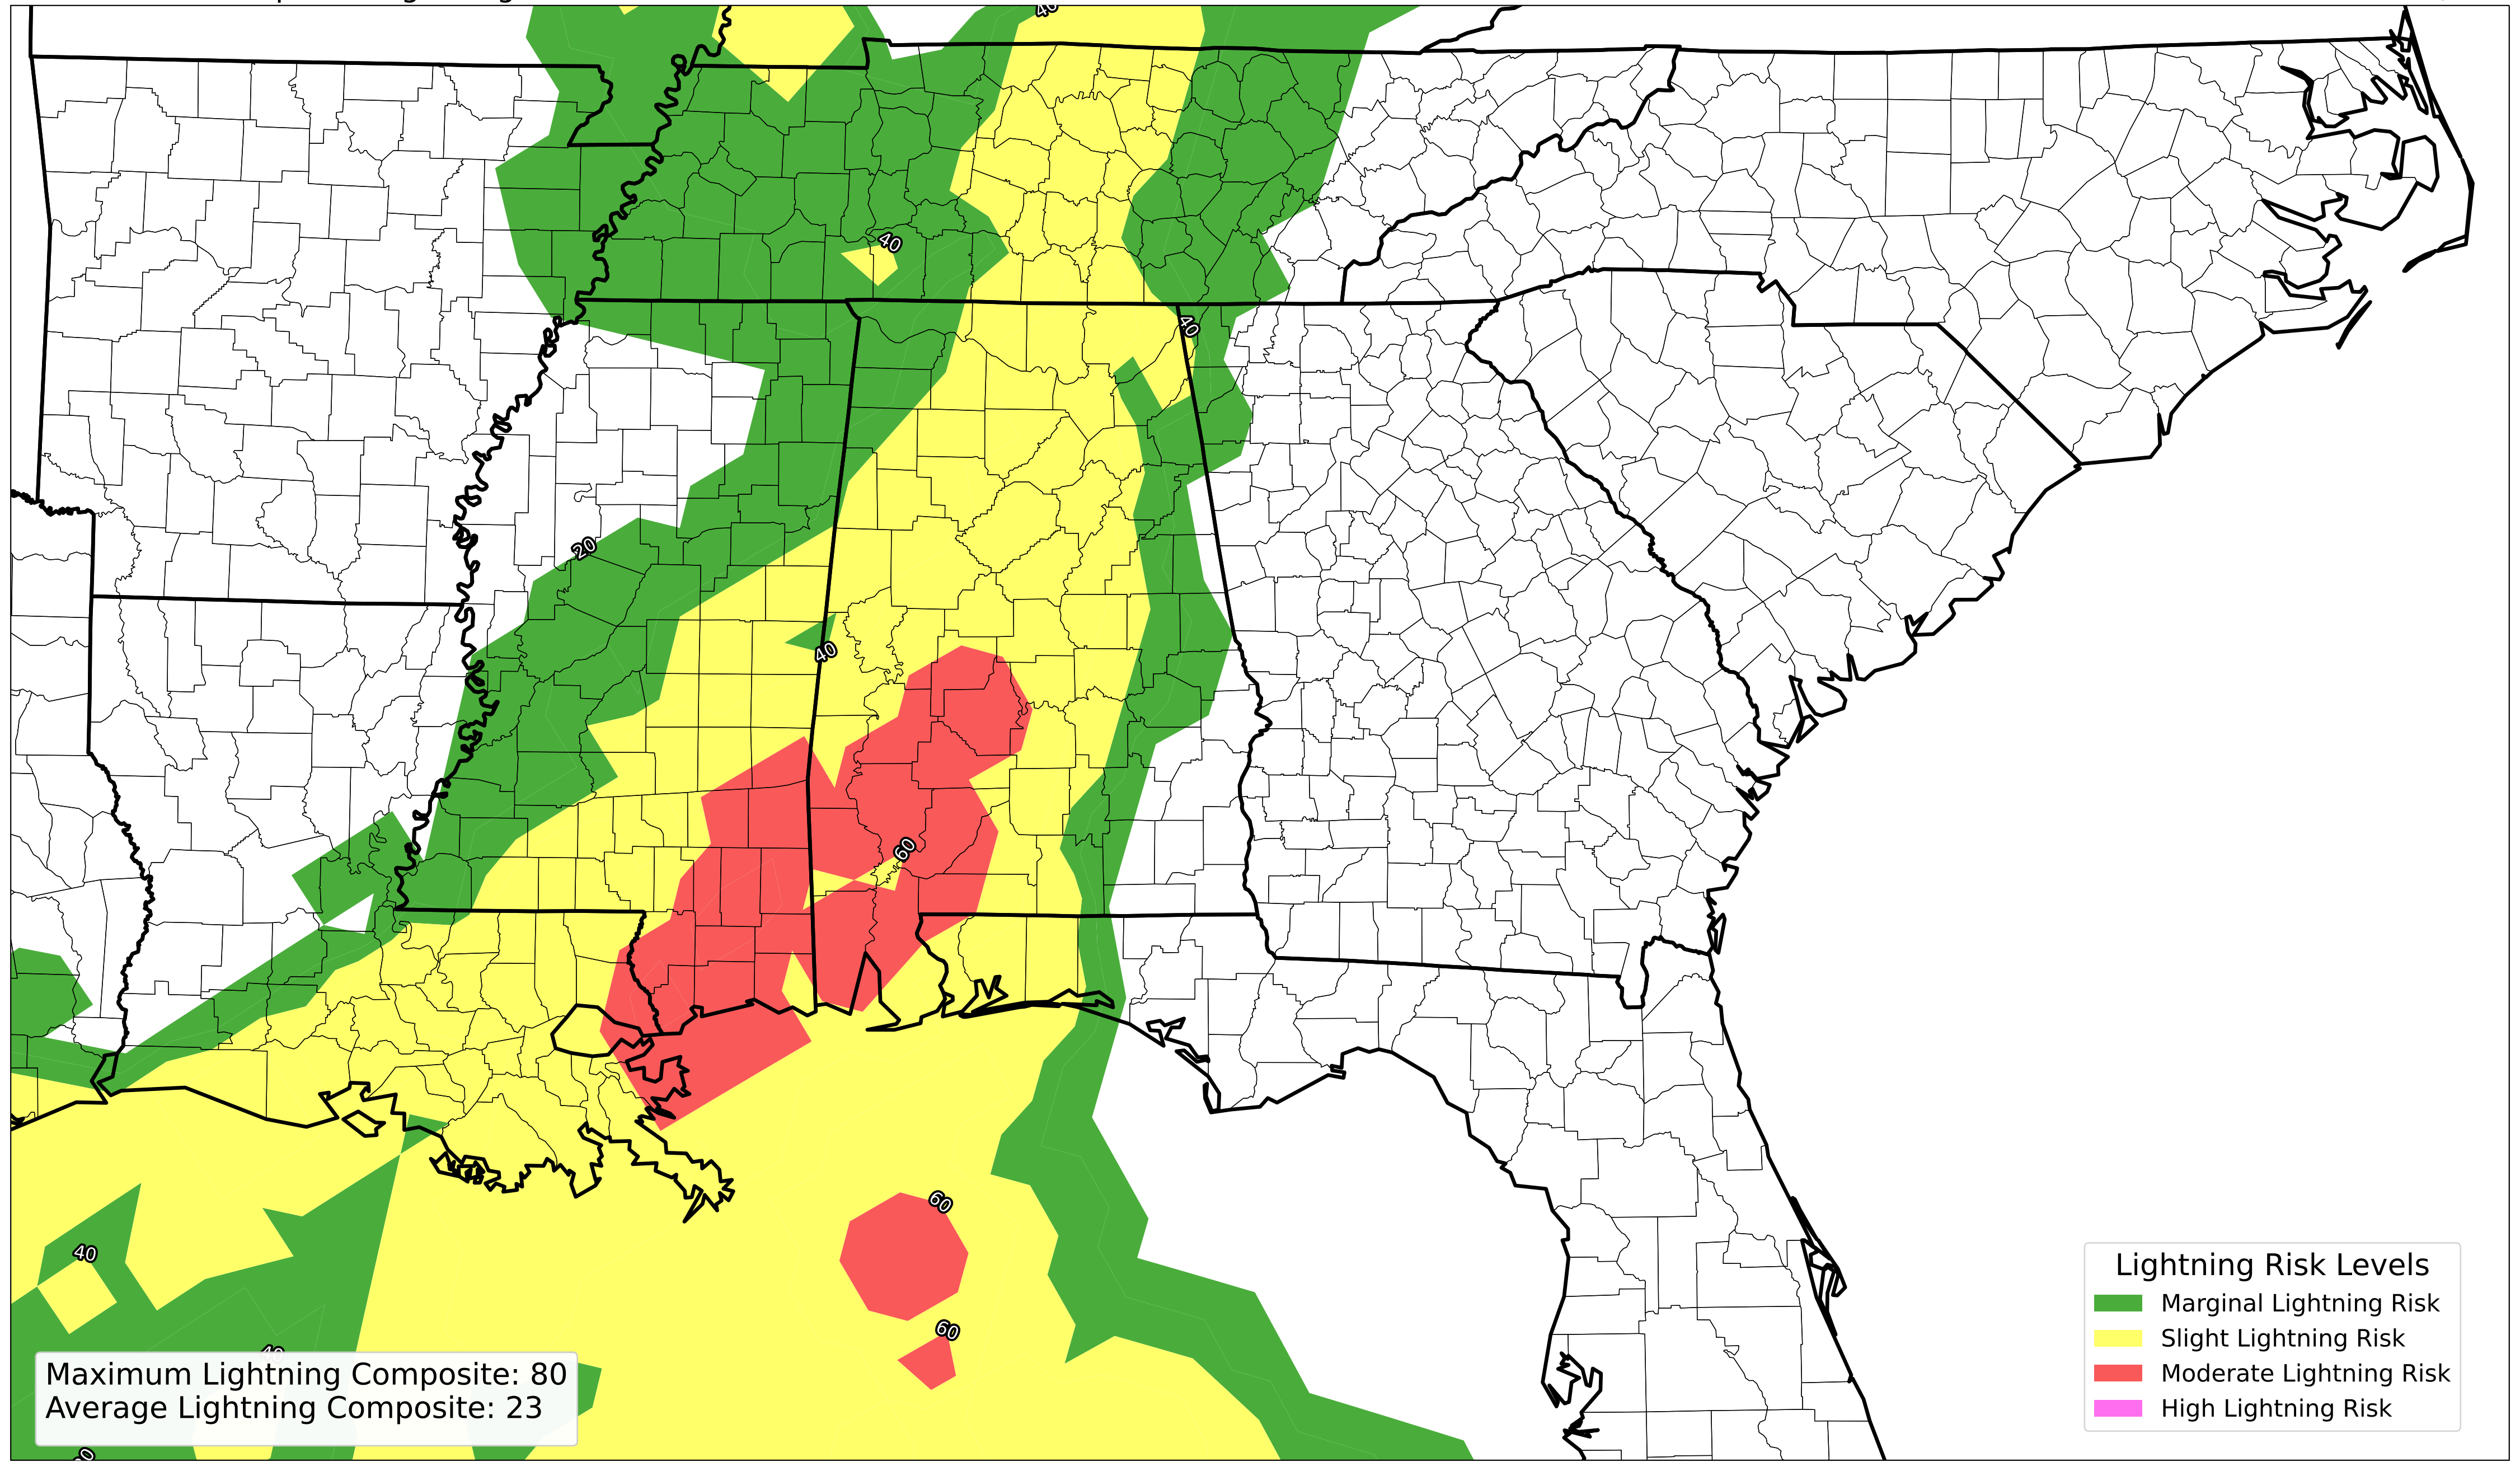 40
40
40
20
40
60
60
40
60
Lightning Risk Levels
Marginal Lightning Risk
Slight Lightning Risk
Moderate Lightning Risk
High Lightning Risk
Maximum Lightning Composite: 80
Average Lightning Composite: 23